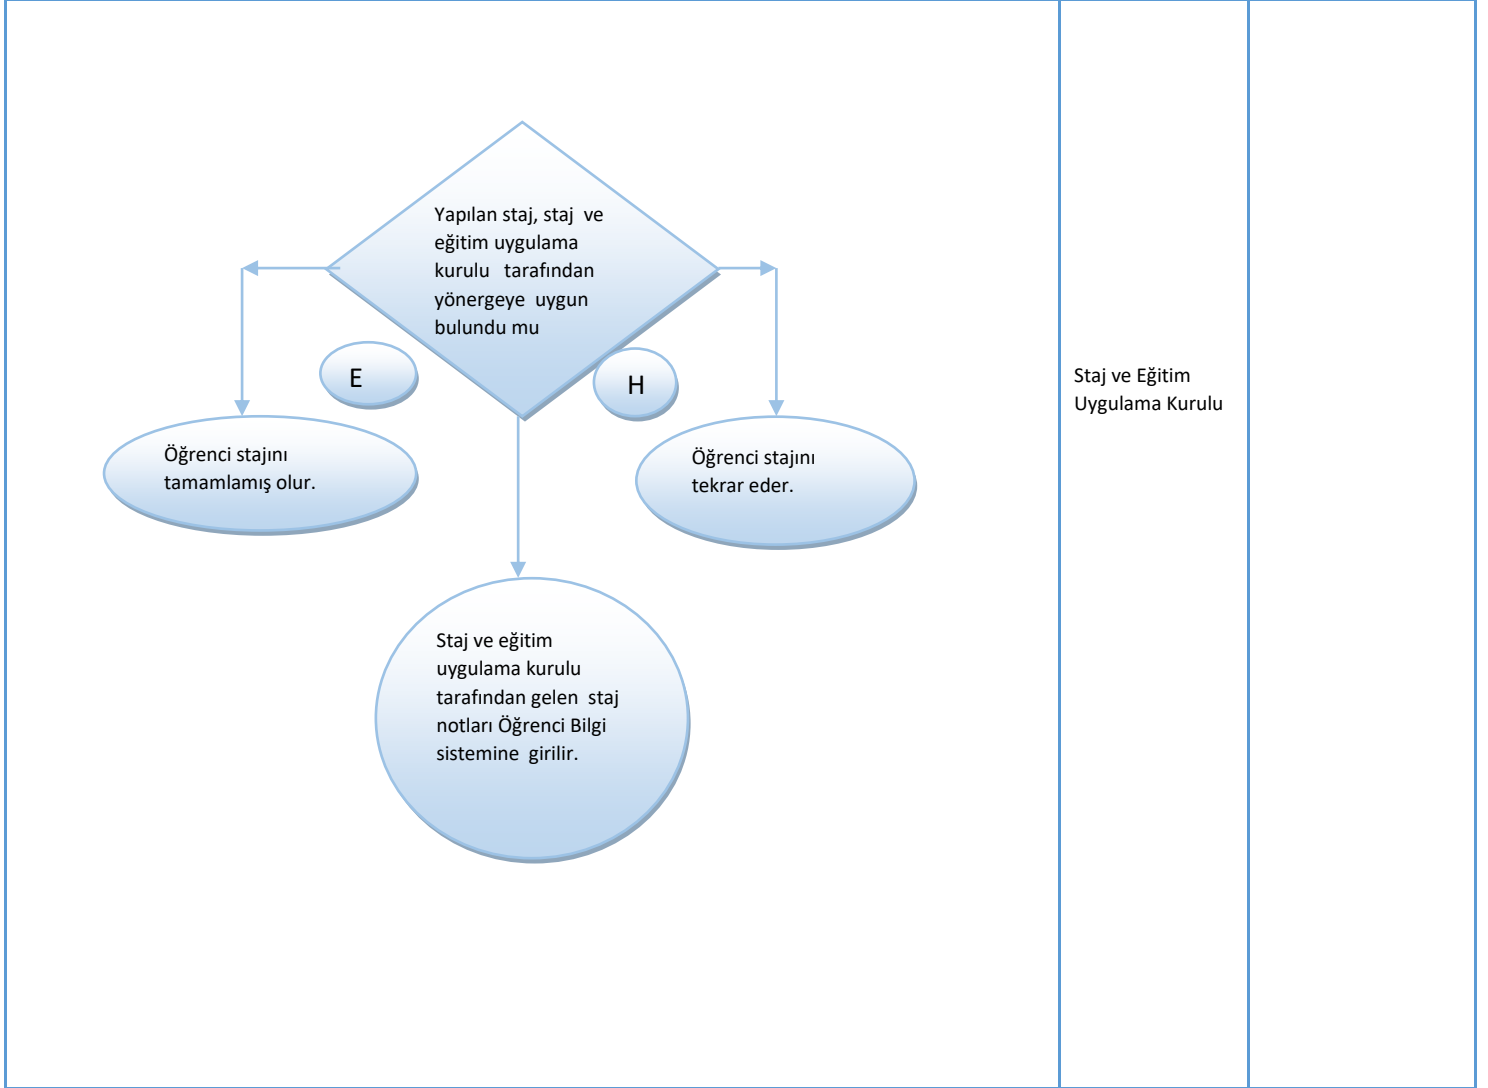 Yapılan staj, staj ve
eğitim uygulama
kurulu tarafından
yönergeye uygun
bulundu mu
E
H
Öğrenci stajını
tamamlamış olur.
Öğrenci stajını
tekrar eder.
Staj ve eğitim
uygulama kurulu
tarafından gelen staj
notları Öğrenci Bilgi
sistemine girilir.
Staj ve Eğitim
Uygulama Kurulu